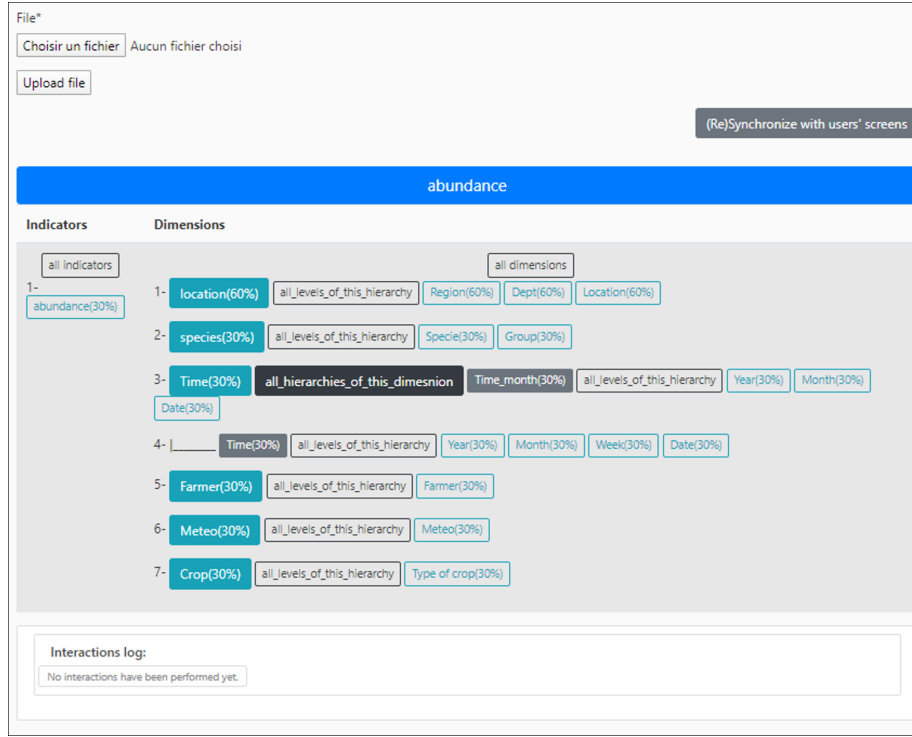 File*
Choisir un fichier Aucun fichier choisi
Upload file
(Re)Synchronize with users' screens
abundance
Indicators Dimensions
all indicators all dimensions
1- abundance(30%)
1- location(60%) all_levels_of_this_hierarchy Region(60%) Dept(60%) Location(60%)
2- species(30%) all_levels_of_this_hierarchy Specie(30%) Group(30%)
3- Time(30%) all_hierarchies_of_this_dimesnion Time_month(30%) all_levels_of_this_hierarchy Year(30%) Month(30%)
Date(30%)
4- |_______ Time(30%) all_levels_of_this_hierarchy Year(30%) Month(30%) Week(30%) Date(30%)
5- Farmer(30%) all_levels_of_this_hierarchy Farmer(30%)
6- Meteo(30%) all_levels_of_this_hierarchy Meteo(30%)
7- Crop(30%) all_levels_of_this_hierarchy Type of crop(30%)
Interactions log:
No interactions have been performed yet.